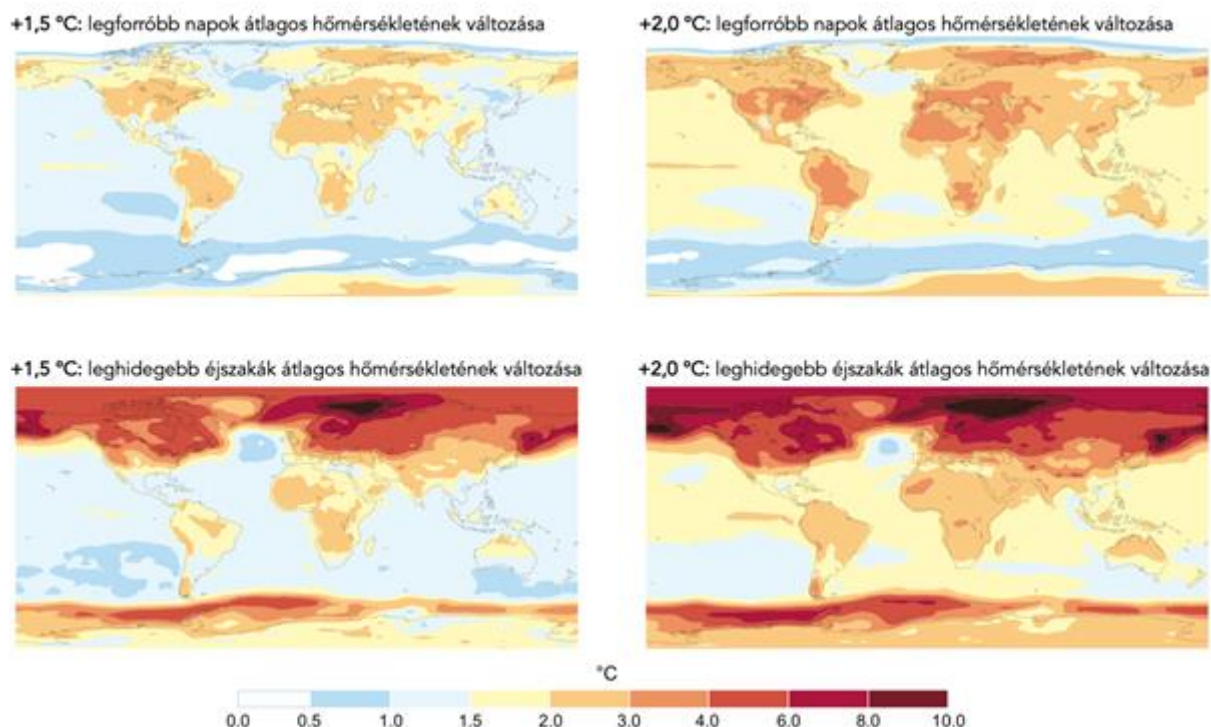 +1,5 °C: legforróbb napok átlagos hőmérsékletének változása
+2,0 °C: legforróbb napok átlagos hőmérsékletének változása
+1,5 °C: leghidegebb éjszakák átlagos hőmérsékletének változása
+2,0 °C: leghidegebb éjszakák átlagos hőmérsékletének változása
°C
0.0 0.5 1.0 1.5 2.0 3.0 4.0 6.0 8.0 10.0